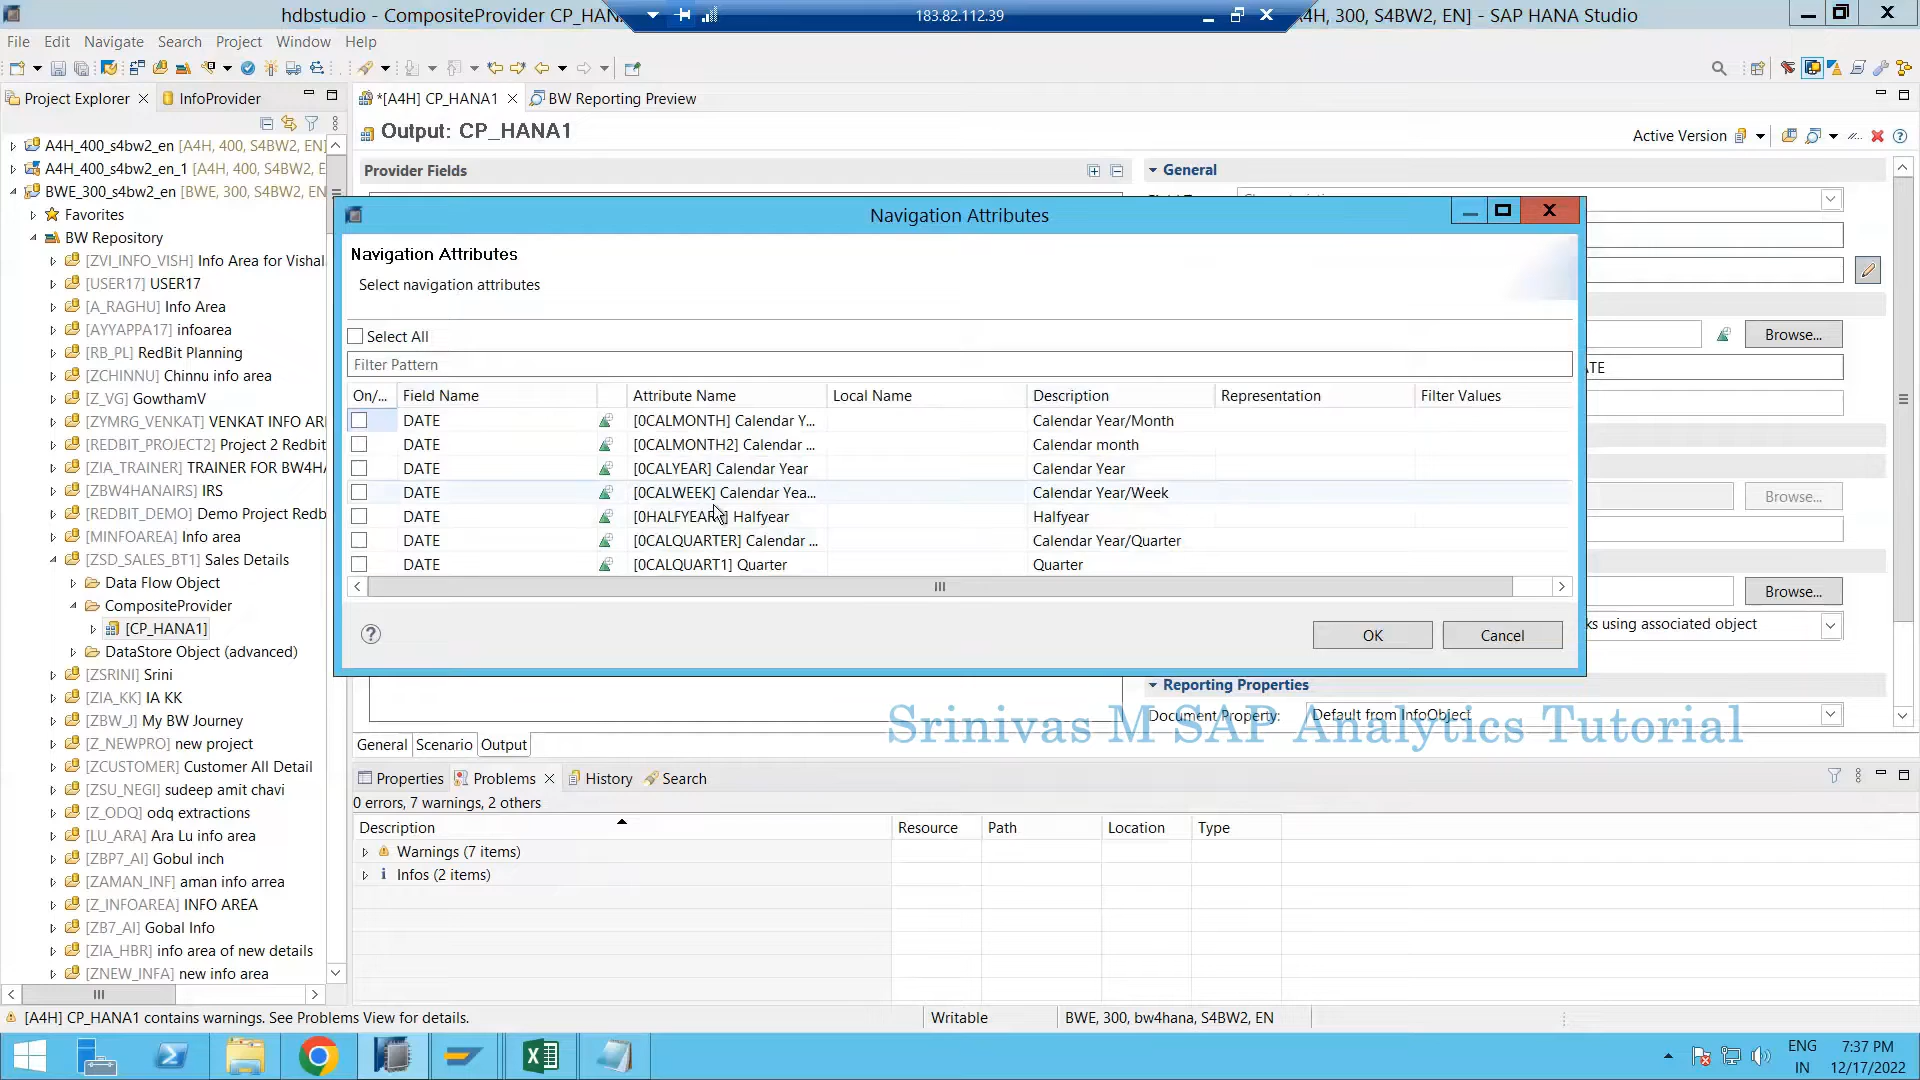 hdbstudio - CompositeProvider CP_HAN
183.82.112.39
4H, 300, S4BW2, EN] - SAP HANA Studio
File Edit Navigate Search Project Window Help
Project Explorer
InfoProvider
*[A4H] CP_HANA1
BW Reporting Preview
Output: CP_HANA1
Active Version
Provider Fields
General
A4H_400_s4bw2_en [A4H, 400, S4BW2, EN]
A4H_400_s4bw2_en_1 [A4H, 400, S4BW2, EN
BWE_300_s4bw2_en [BWE, 300, S4BW2, EN
Favorites
BW Repository
[ZVI_INFO_VISH] Info Area for Vishal
[USER17] USER17
[A_RAGHU] Info Area
[AYYAPPA17] infoarea
[RB_PL] RedBit Planning
[ZCHINNU] Chinnu info area
[Z_VG] GowthamV
[ZYMRG_VENKAT] VENKAT INFO AR
[REDBIT_PROJECT2] Project 2 Redbit
[ZIA_TRAINER] TRAINER FOR BW4HA
[ZBW4HANAIRS] IRS
[REDBIT_DEMO] Demo Project Redb
[MINFOAREA] Info area
[ZSD_SALES_BT1] Sales Details
Data Flow Object
CompositeProvider
[CP_HANA1]
DataStore Object (advanced)
[ZSRINI] Srini
[ZIA_KK] IA KK
[ZBW_J] My BW Journey
[Z_NEWPRO] new project
[ZCUSTOMER] Customer All Detail
[ZSU_NEGI] sudeep amit chavi
[Z_ODQ] odq extractions
[LU_ARA] Ara Lu info area
[ZBP7_AI] Gobul inch
[ZAMAN_INF] aman info arrea
[Z_INFOAREA] INFO AREA
[ZB7_AI] Gobal Info
[ZIA_HBR] info area of new details
[ZNEW_INFA] new info area
Navigation Attributes
Navigation Attributes
Select navigation attributes
Select All
Filter Pattern
On/... Field Name Attribute Name Local Name Description Representation Filter Values
DATE [0CALMONTH] Calendar Y... Calendar Year/Month
DATE [0CALMONTH2] Calendar ... Calendar month
DATE [0CALYEAR] Calendar Year Calendar Year
DATE [0CALWEEK] Calendar Yea... Calendar Year/Week
DATE [0HALFYEAR ] Halfyear Halfyear
DATE [0CALQUARTER] Calendar ... Calendar Year/Quarter
DATE [0CALQUART1] Quarter Quarter
OK Cancel
Browse...
ATE
Browse...
Browse...
ks using associated object
Reporting Properties
Document Property: Default from InfoObject
Srinivas M SAP Analytics Tutorial
General Scenario Output
Properties Problems History Search
0 errors, 7 warnings, 2 others
Description Resource Path Location Type
Warnings (7 items)
Infos (2 items)
[A4H] CP_HANA1 contains warnings. See Problems View for details.
Writable
BWE, 300, bw4hana, S4BW2, EN
ENG
IN
7:37 PM
12/17/2022